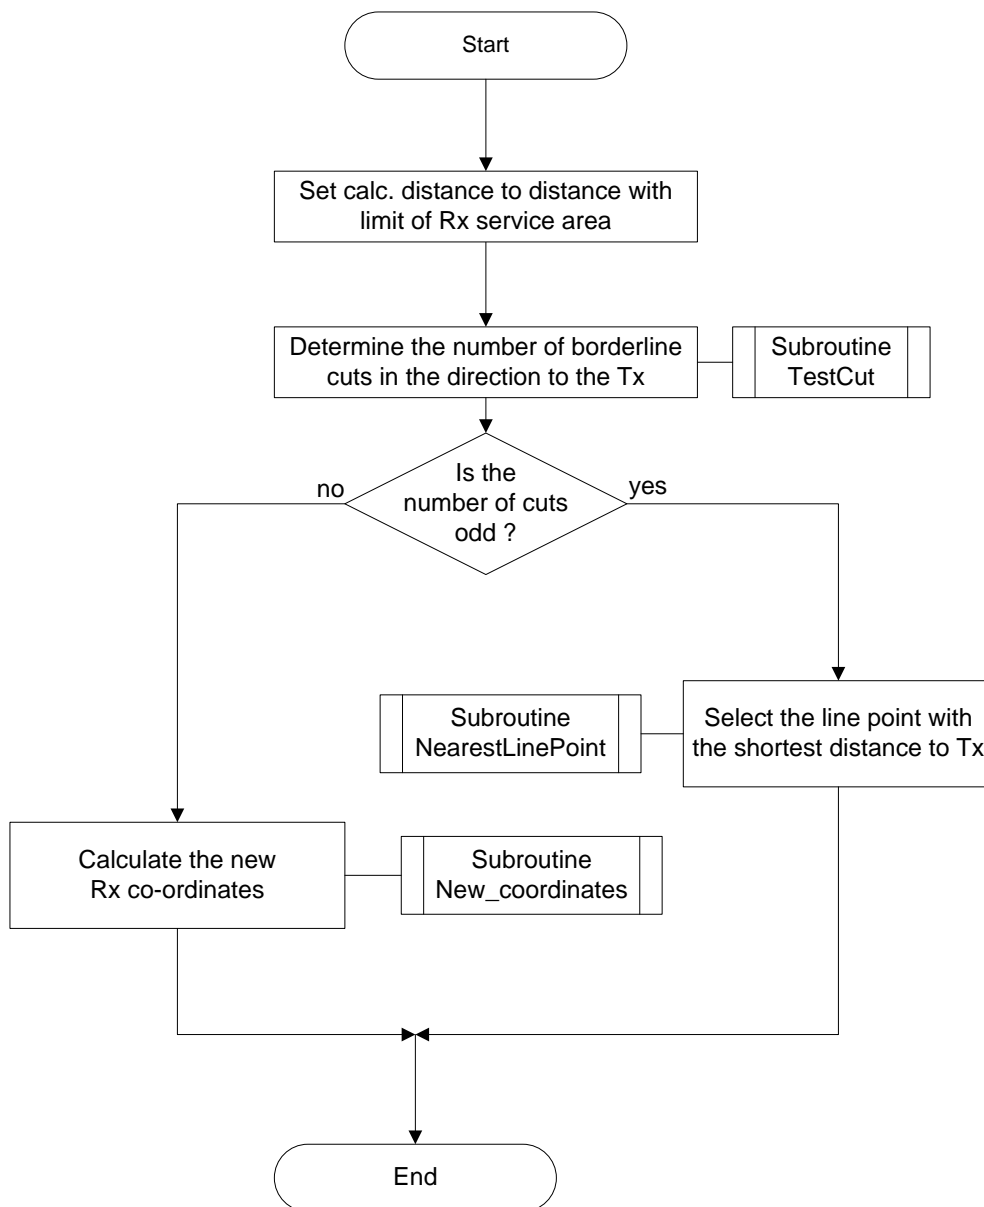 Start
Set calc. distance to distance with
limit of Rx service area
Determine the number of borderline
cuts in the direction to the Tx
Subroutine
TestCut
Is the
number of cuts
odd ?
no
yes
Subroutine
NearestLinePoint
Select the line point with
the shortest distance to Tx
Calculate the new
Rx co-ordinates
Subroutine
New_coordinates
End